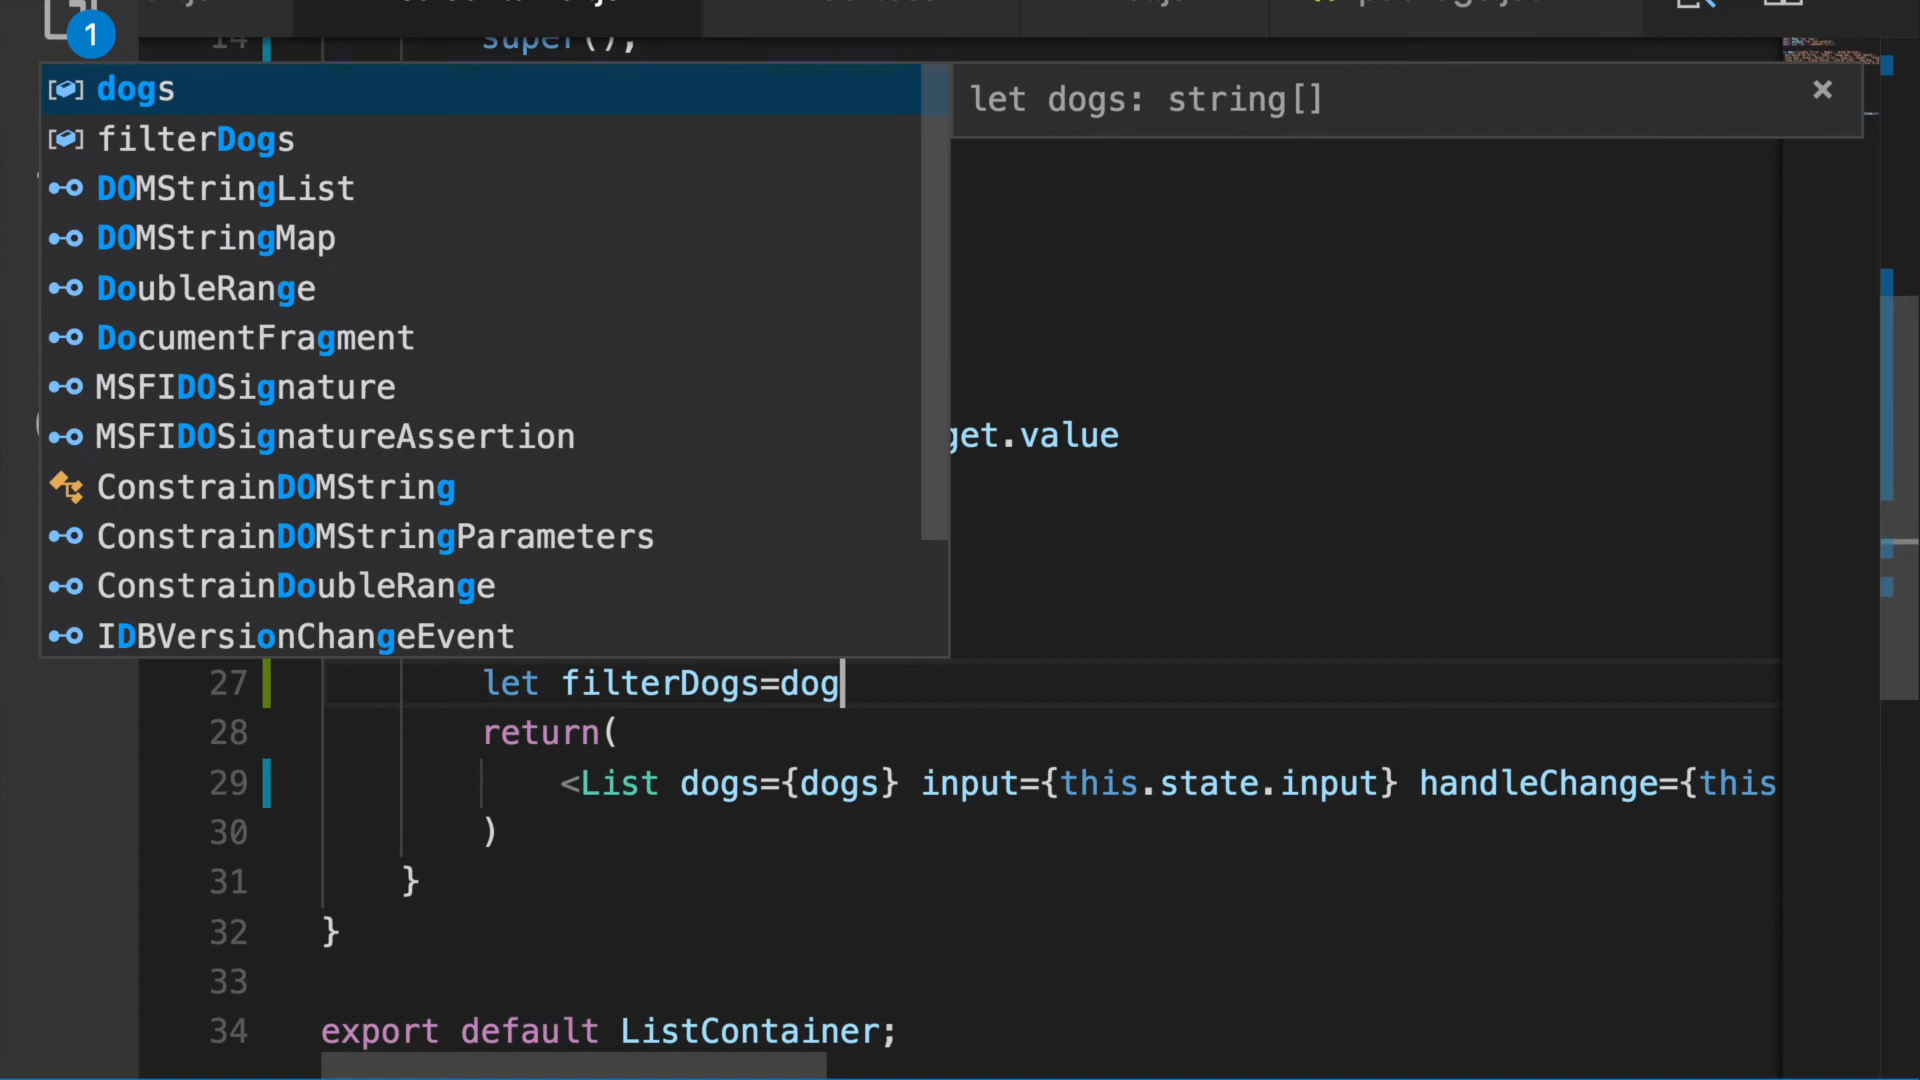 1
14 super();
dogs
let dogs: string[]
filterDogs
DOMStringList
DOMStringMap
DoubleRange
DocumentFragment
MSFIDOSignature
MSFIDOSignatureAssertion
get.value
ConstrainDOMString
ConstrainDOMStringParameters
ConstrainDoubleRange
IDBVersionChangeEvent
27 let filterDogs=dog
28 return(
29 <List dogs={dogs} input={this.state.input} handleChange={this
30 )
31 }
32 }
33
34 export default ListContainer;